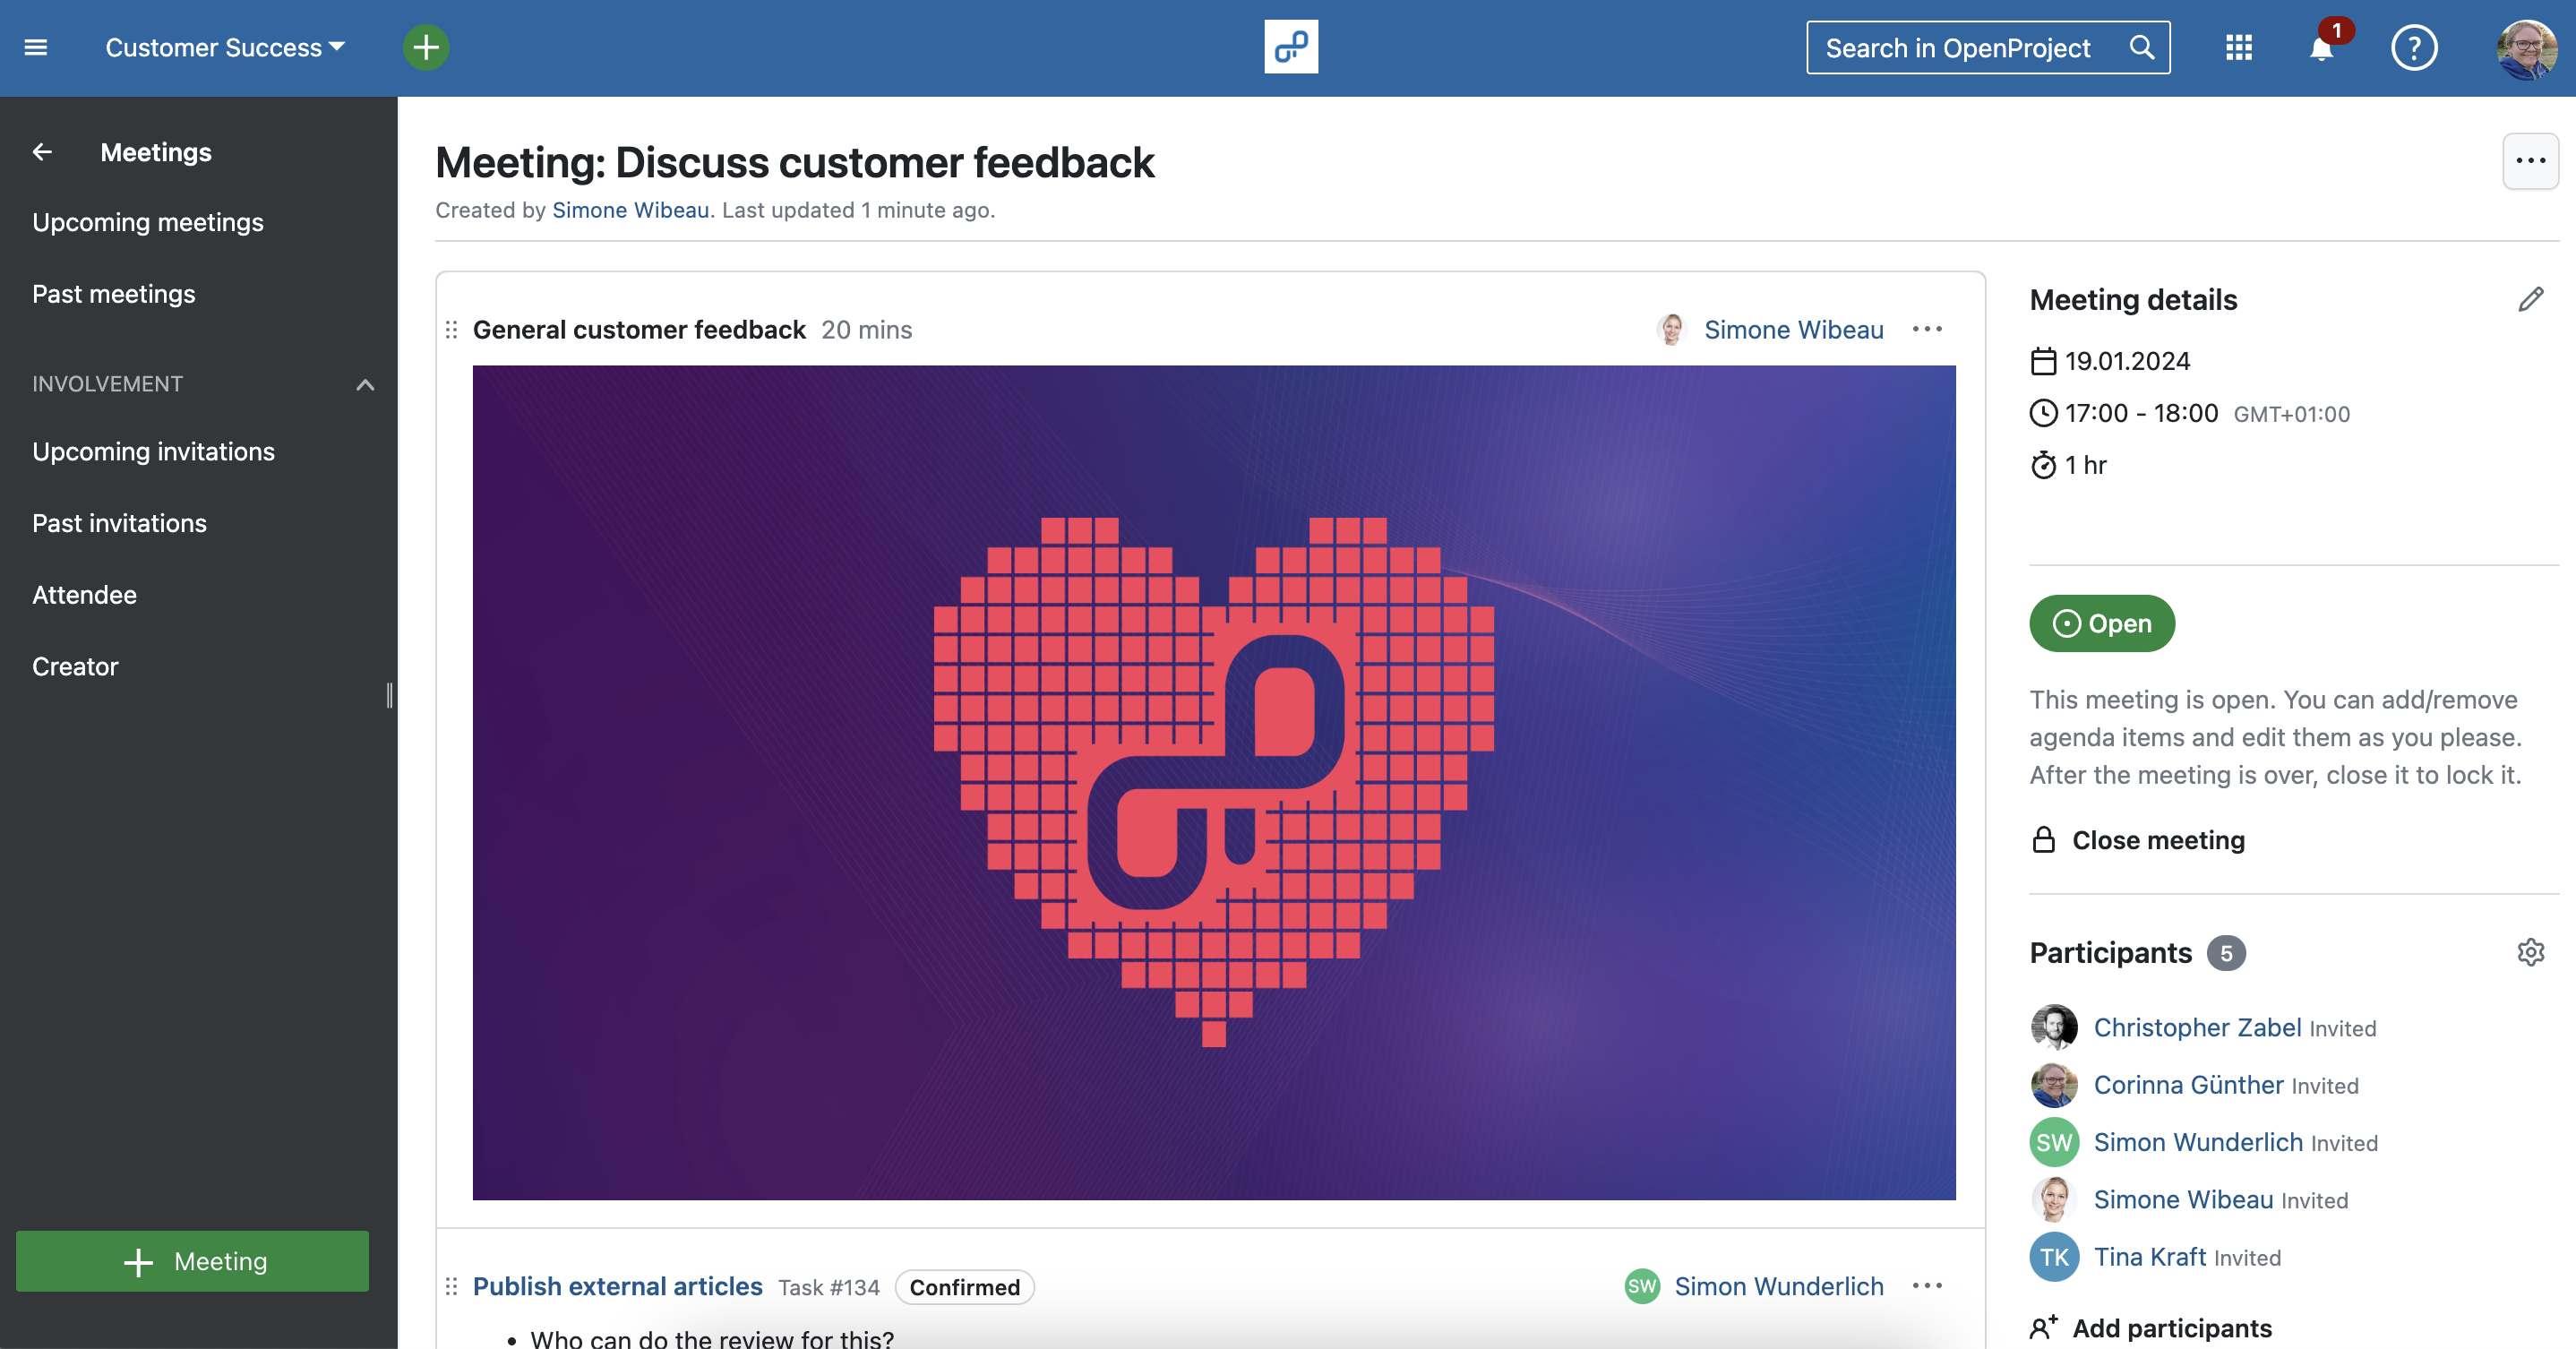 Customer Success
Search in OpenProject
1
?
Meetings
Upcoming meetings
Past meetings
INVOLVEMENT
Upcoming invitations
Past invitations
Attendee
Creator
Meeting
Meeting: Discuss customer feedback
Created by Simone Wibeau. Last updated 1 minute ago.
General customer feedback 20 mins
Simone Wibeau
Publish external articles Task #134 Confirmed
SW Simon Wunderlich
• Who can do the review for this?
Meeting details
19.01.2024
17:00 - 18:00 GMT+01:00
1 hr
Open
This meeting is open. You can add/remove
agenda items and edit them as you please.
After the meeting is over, close it to lock it.
Close meeting
Participants 5
Christopher Zabel Invited
Corinna Günther Invited
SW Simon Wunderlich Invited
Simone Wibeau Invited
TK Tina Kraft Invited
Add participants